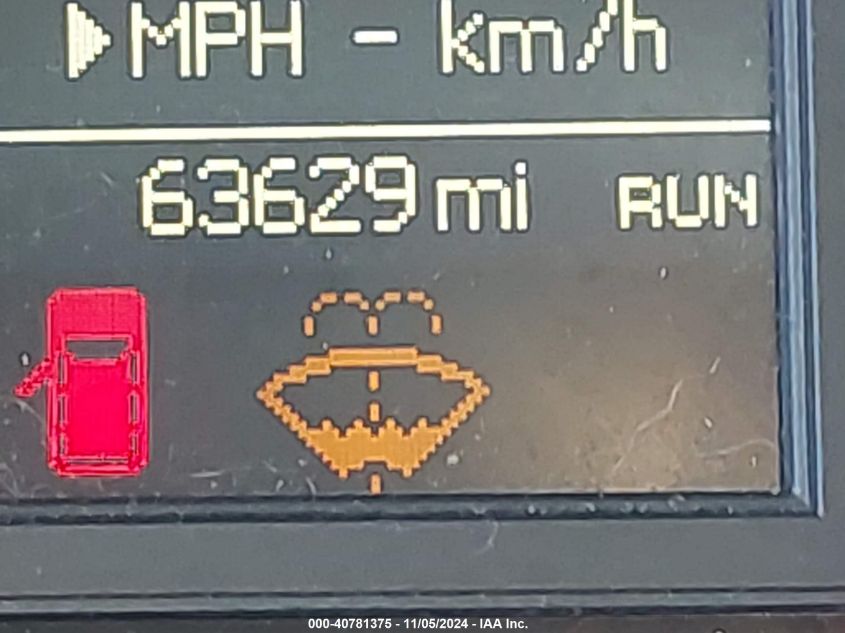 ▶MPH - km/h
63629 mi RUN
000-40781375 - 11/05/2024 - IAA Inc.